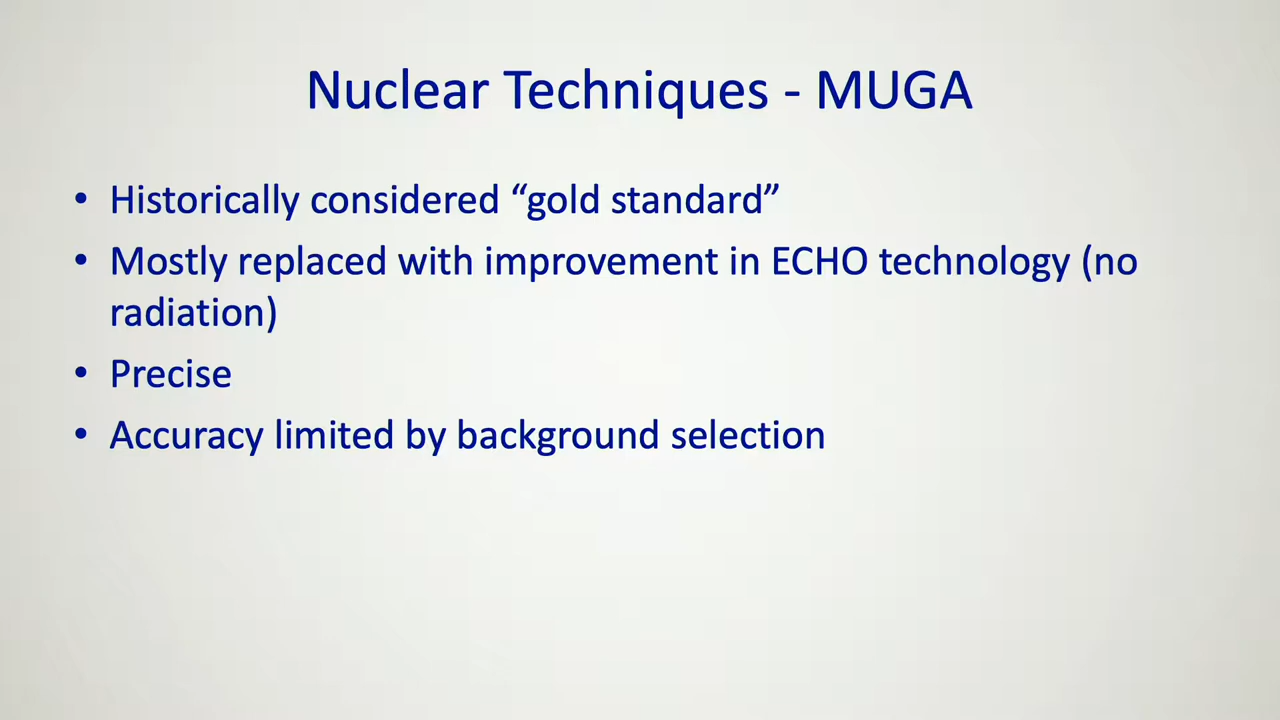 Nuclear Techniques - MUGA
• Historically considered “gold standard”
• Mostly replaced with improvement in ECHO technology (no
radiation)
• Precise
• Accuracy limited by background selection